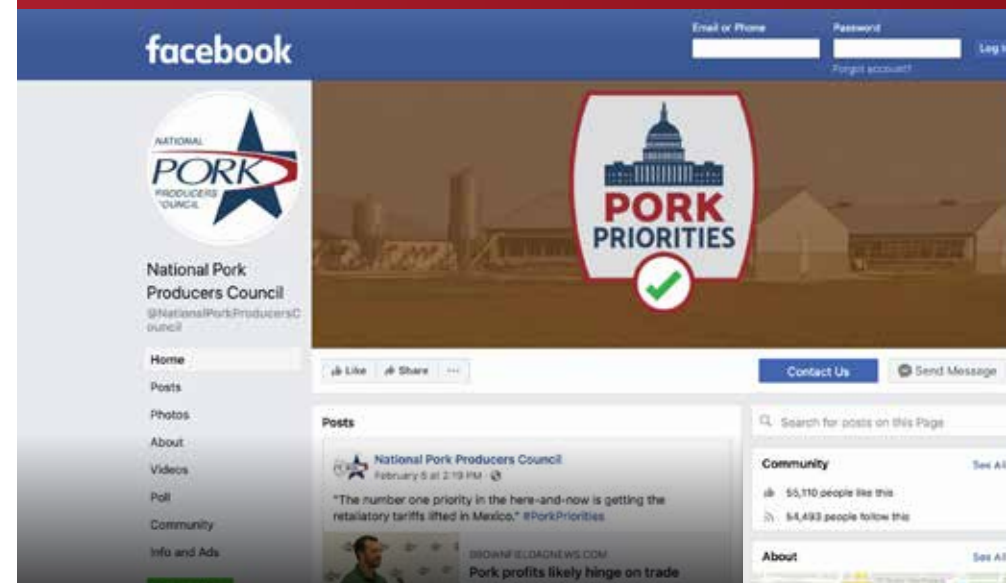 facebook
Email or Phone
Password
Log In
Forgot account?
NATIONAL
PORK
PRODUCERS
COUNCIL
PORK
PRIORITIES
National Pork
Producers Council
@NationalPorkProducersC
ouncil
Home
Posts
Photos
About
Videos
Poll
Community
Info and Ads
Like
Share
...
Contact Us
Send Message
Posts
National Pork Producers Council
February 6 at 2:19 PM
"The number one priority in the here-and-now is getting the
retaliatory tariffs lifted in Mexico." #PorkPriorities
BROWNFIELDAGNEWS.COM
Pork profits likely hinge on trade
Search for posts on this Page
Community
See All
55,110 people like this
54,493 people follow this
About
See All